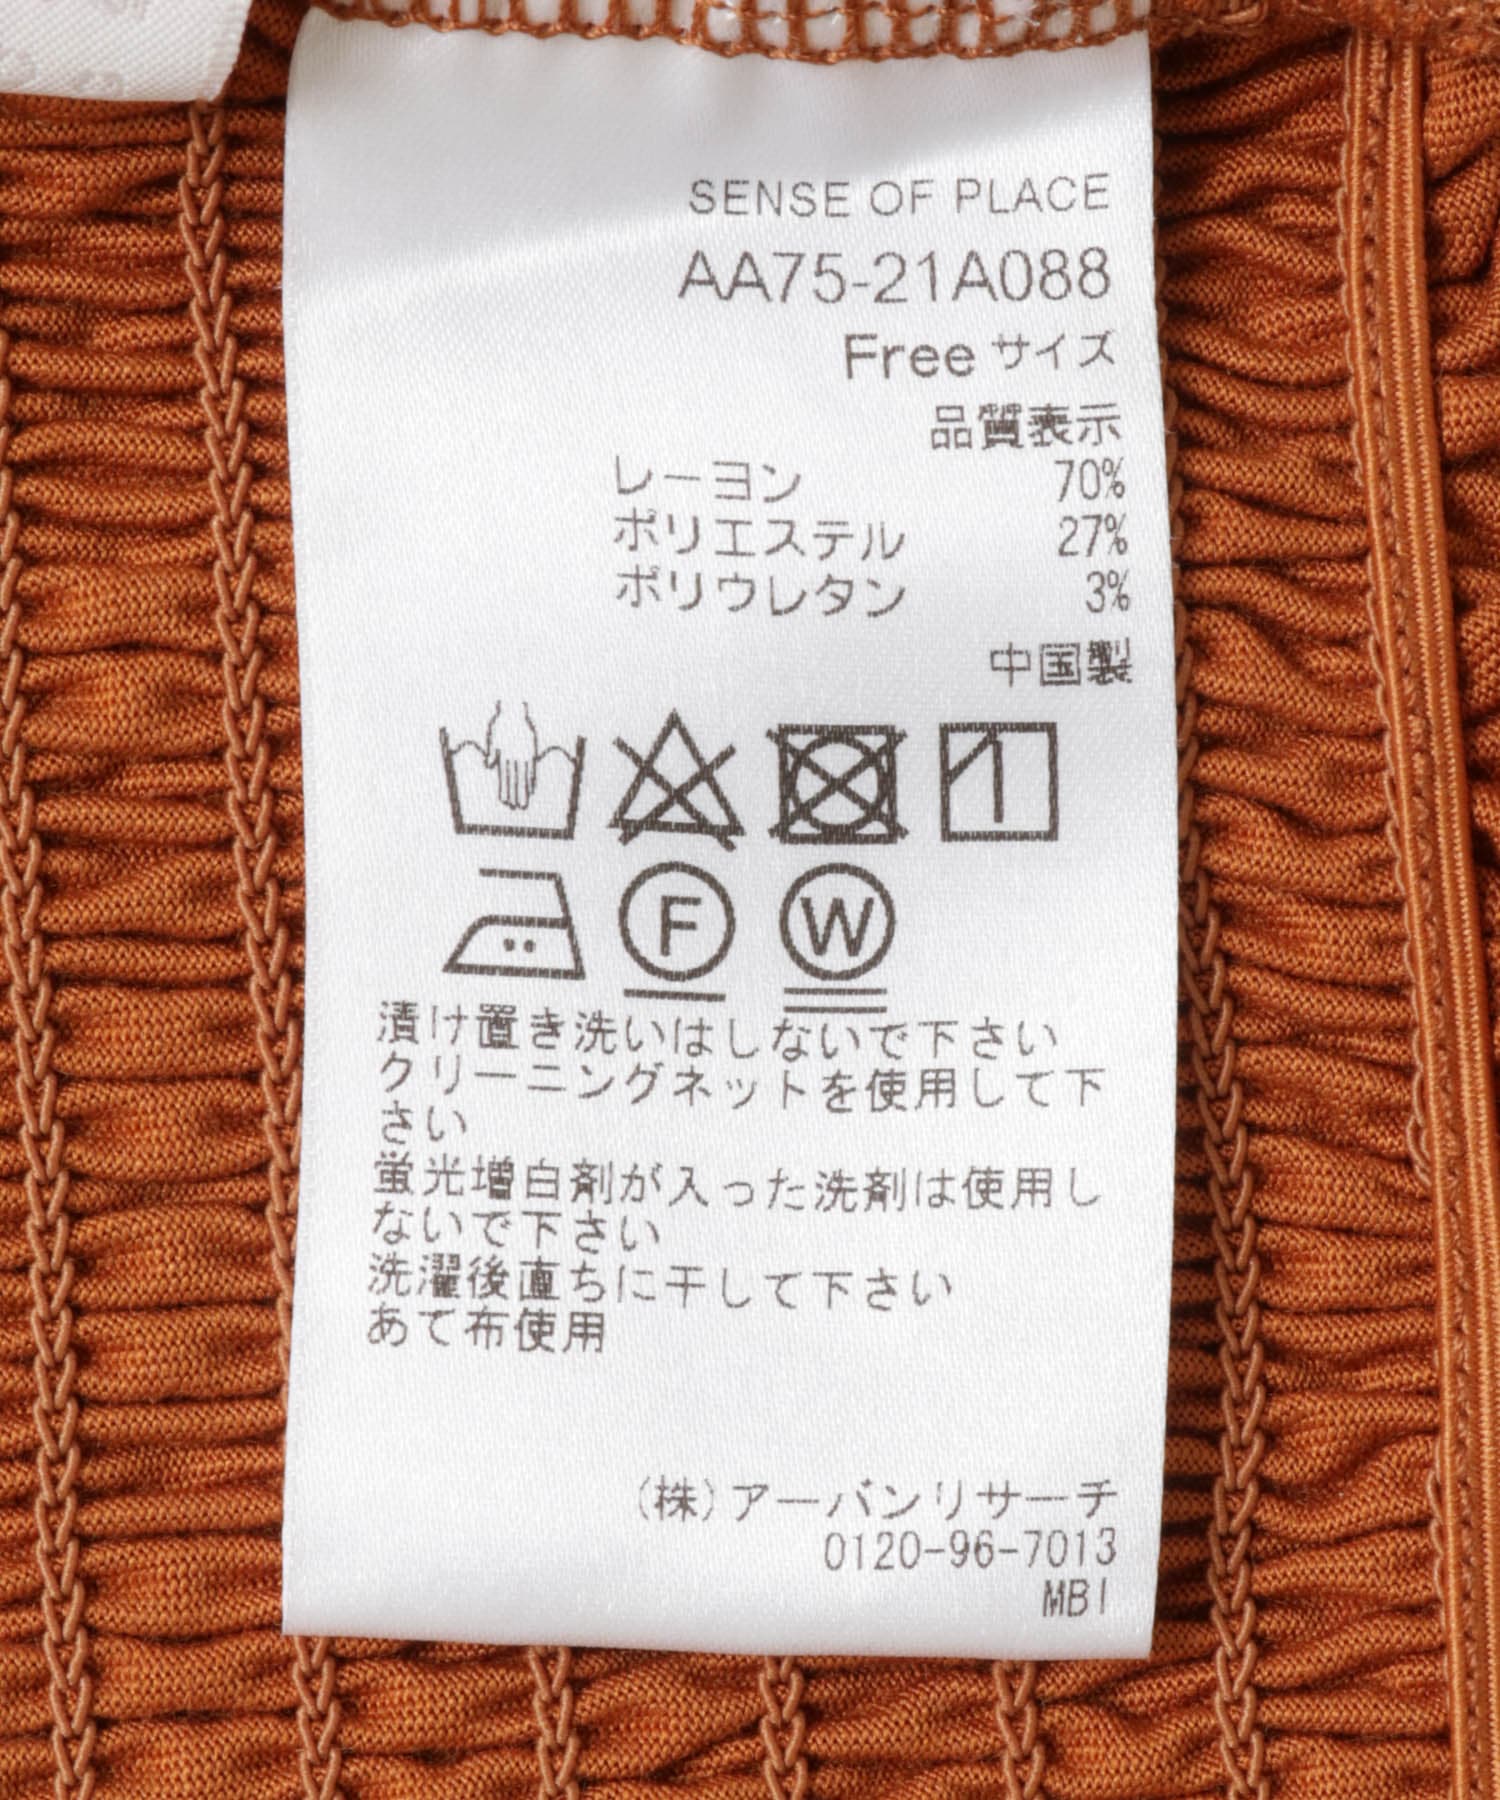 SENSE OF PLACE
AA75-21A088
Free サイズ
品質表示
レーヨン 70%
ポリエステル 27%
ポリウレタン 3%
中国製
F W
漬け置き洗いはしないで下さい
クリーニングネットを使用して下
さい
蛍光増白剤が入った洗剤は使用し
ないで下さい
洗濯後直ちに干して下さい
あて布使用
(株)アーバンリサーチ
0120-96-7013
MBI